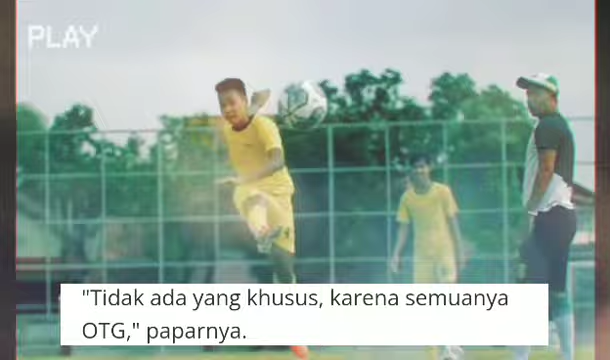 PLAY
"Tidak ada yang khusus, karena semuanya
OTG," paparnya.